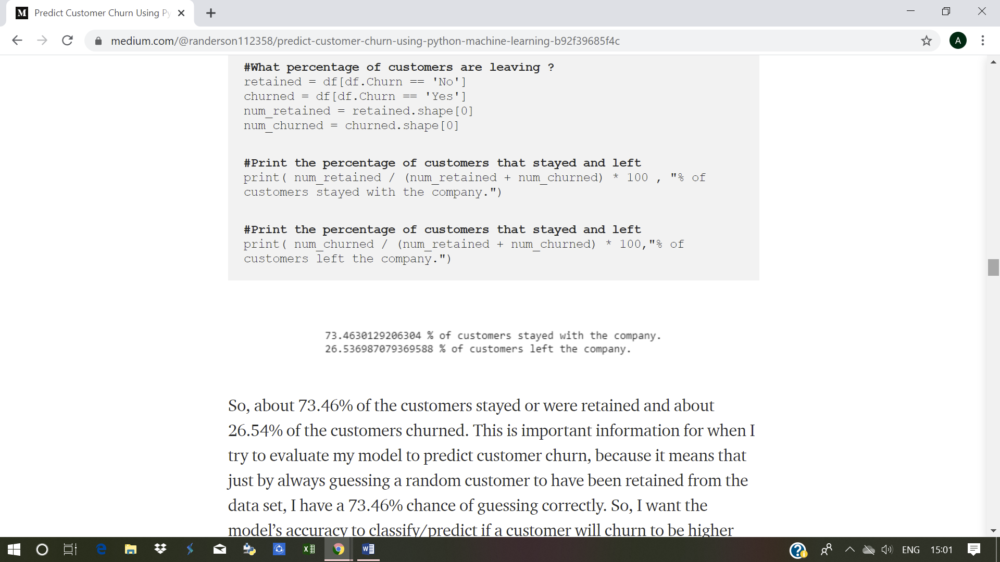 M Predict Customer Churn Using Py
medium.com/@randerson112358/predict-customer-churn-using-python-machine-learning-b92f39685f4c
A
#What percentage of customers are leaving ?
retained = df[df.Churn == 'No']
churned = df[df.Churn == 'Yes']
num_retained = retained.shape[0]
num_churned = churned.shape[0]
#Print the percentage of customers that stayed and left
print( num_retained / (num_retained + num_churned) * 100 , "% of
customers stayed with the company.")
#Print the percentage of customers that stayed and left
print( num_churned / (num_retained + num_churned) * 100,"% of
customers left the company.")
73.4630129206304 % of customers stayed with the company.
26.536987079369588 % of customers left the company.
So, about 73.46% of the customers stayed or were retained and about
26.54% of the customers churned. This is important information for when I
try to evaluate my model to predict customer churn, because it means that
just by always guessing a random customer to have been retained from the
data set, I have a 73.46% chance of guessing correctly. So, I want the
model’s accuracy to classify/predict if a customer will churn to be higher
ENG 15:01